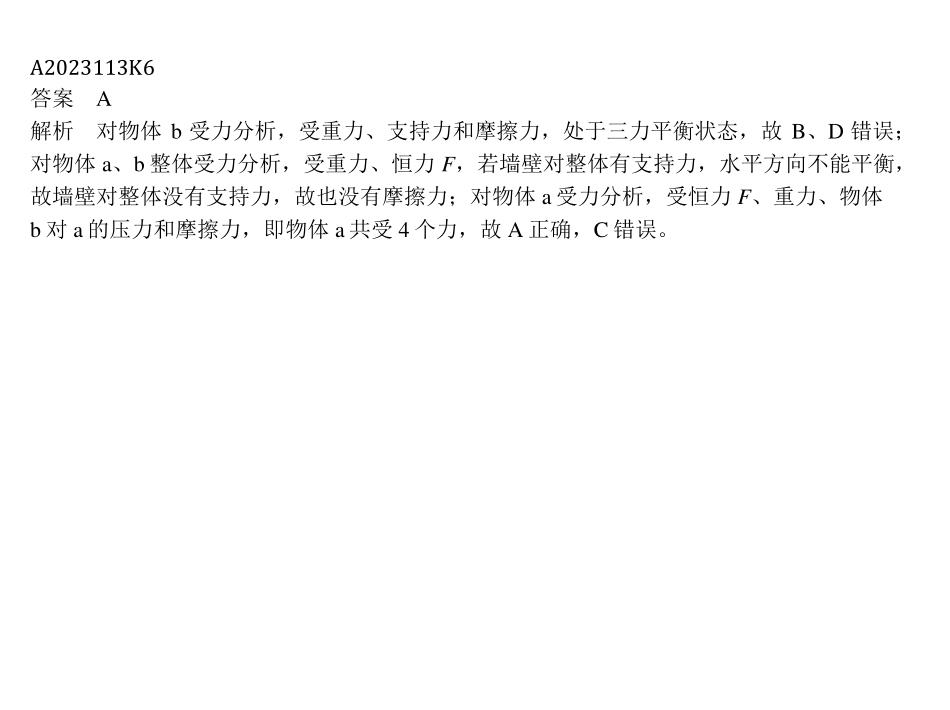 A2023113K6
答案　A
解析　对物体 b 受力分析，受重力、支持力和摩擦力，处于三力平衡状态，故 B、D 错误；
对物体 a、b 整体受力分析，受重力、恒力 F，若墙壁对整体有支持力，水平方向不能平衡，
故墙壁对整体没有支持力，故也没有摩擦力；对物体 a 受力分析，受恒力 F、重力、物体
b 对 a 的压力和摩擦力，即物体 a 共受 4 个力，故 A 正确，C 错误。